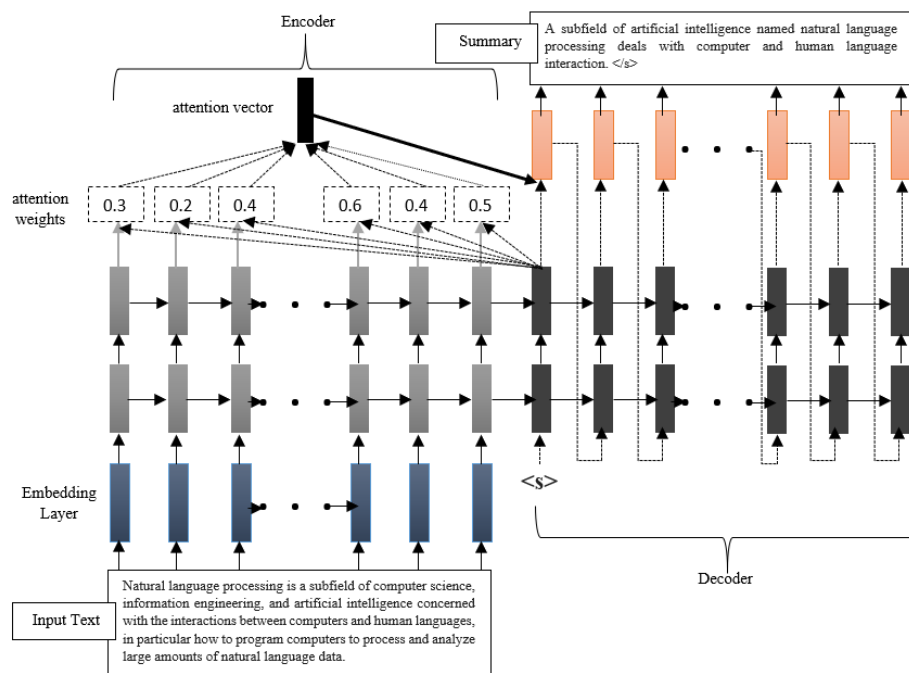 Encoder
Summary
A subfield of artificial intelligence named natural language
processing deals with computer and human language
interaction. </s>
attention vector
attention
weights
0.3
0.2
0.4
0.6
0.4
0.5
Embedding
Layer
<s>
Decoder
Input Text
Natural language processing is a subfield of computer science,
information engineering, and artificial intelligence concerned
with the interactions between computers and human languages,
in particular how to program computers to process and analyze
large amounts of natural language data.